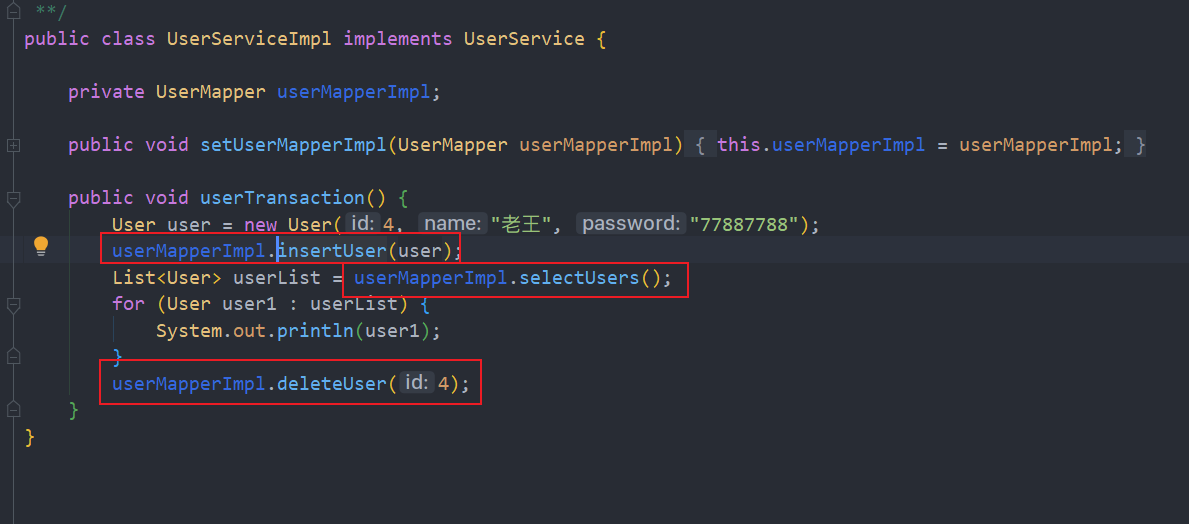 **/
public class UserServiceImpl implements UserService {
private UserMapper userMapperImpl;
public void setUserMapperImpl(UserMapper userMapperImpl) { this.userMapperImpl = userMapperImpl; }
public void userTransaction() {
User user = new User( id: 4, name: "老王", password: "77887788");
userMapperImpl.insertUser(user);
List<User> userList = userMapperImpl.selectUsers();
for (User user1 : userList) {
System.out.println(user1);
}
userMapperImpl.deleteUser( id: 4);
}
}